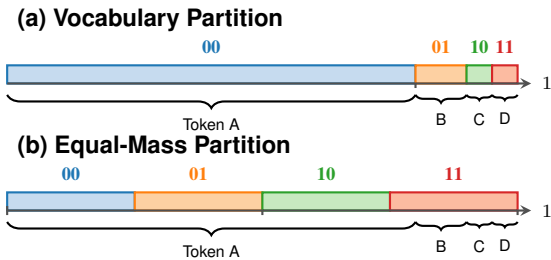 (a) Vocabulary Partition
00 01 10 11
1
Token A B C D
(b) Equal-Mass Partition
00 01 10 11
1
Token A B C D